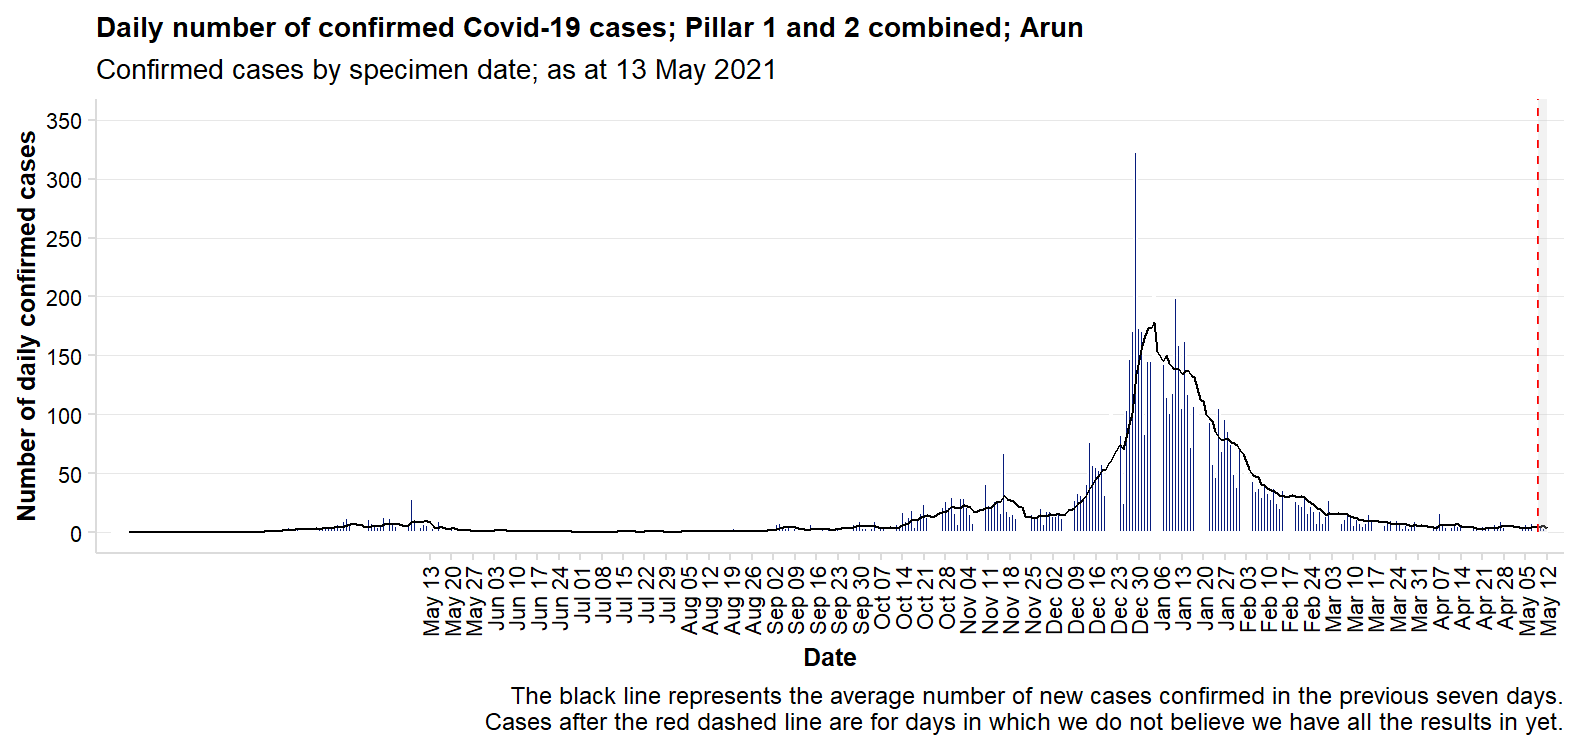 Daily number of confirmed Covid-19 cases; Pillar 1 and 2 combined; Arun
Confirmed cases by specimen date; as at 13 May 2021
Number of daily confirmed cases
350
300
250
200
150
100
50
0
May 13
May 20
May 27
Jun 03
Jun 10
Jun 17
Jun 24
Jul 01
Jul 08
Jul 15
Jul 22
Jul 29
Aug 05
Aug 12
Aug 19
Aug 26
Sep 02
Sep 09
Sep 16
Sep 23
Sep 30
Oct 07
Oct 14
Oct 21
Oct 28
Nov 04
Nov 11
Nov 18
Nov 25
Dec 02
Dec 09
Dec 16
Dec 23
Dec 30
Jan 06
Jan 13
Jan 20
Jan 27
Feb 03
Feb 10
Feb 17
Feb 24
Mar 03
Mar 10
Mar 17
Mar 24
Mar 31
Apr 07
Apr 14
Apr 21
Apr 28
May 05
May 12
Date
The black line represents the average number of new cases confirmed in the previous seven days.
Cases after the red dashed line are for days in which we do not believe we have all the results in yet.